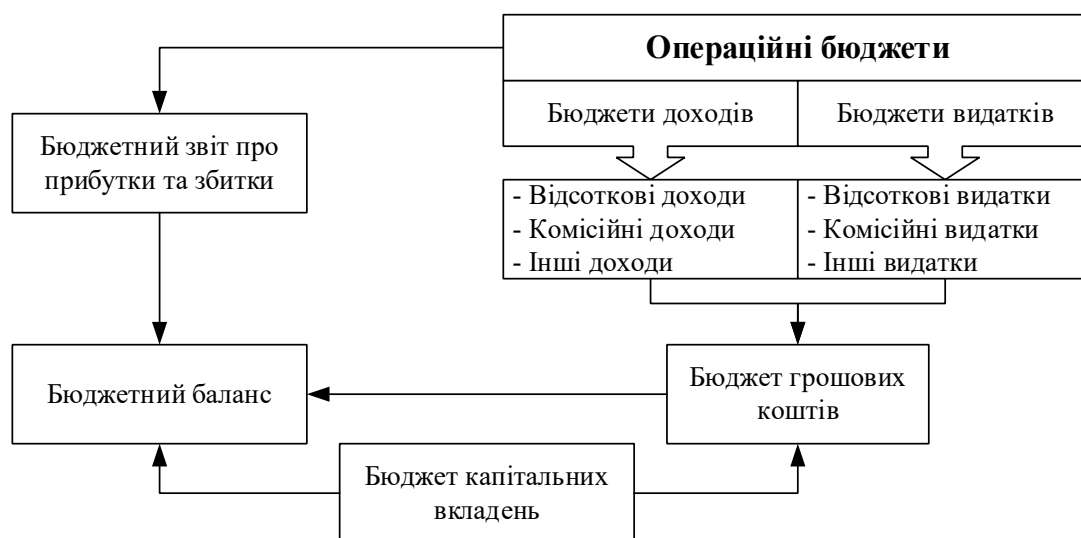 Операційні бюджети
Бюджети доходів
Бюджети видатків
Бюджетний звіт про
прибутки та збитки
- Відсоткові доходи
- Комісійні доходи
- Інші доходи
- Відсоткові видатки
- Комісійні видатки
- Інші видатки
Бюджетний баланс
Бюджет грошових
коштів
Бюджет капітальних
вкладень